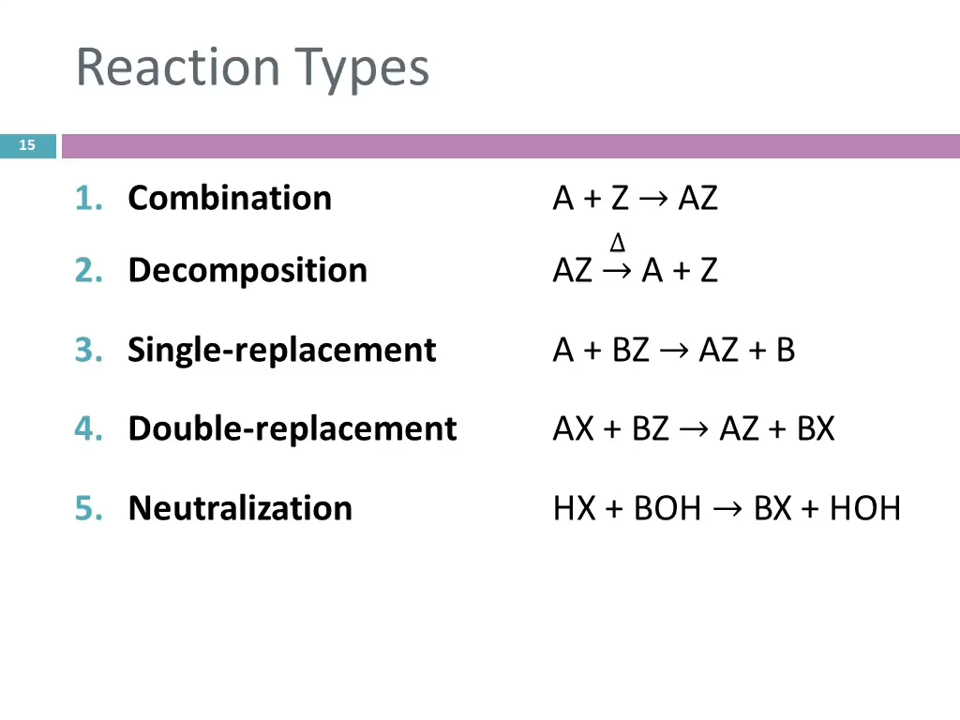 Reaction Types
15
1. Combination A + Z → AZ
2. Decomposition AZ →Δ A + Z
3. Single-replacement A + BZ → AZ + B
4. Double-replacement AX + BZ → AZ + BX
5. Neutralization HX + BOH → BX + HOH